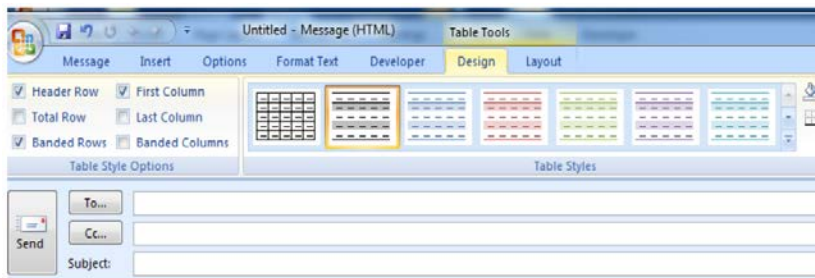 Untitled - Message (HTML) Table Tools
Message Insert Options Format Text Developer Design Layout
Header Row First Column
Total Row Last Column
Banded Rows Banded Columns
Table Style Options Table Styles
To...
Cc...
Send
Subject: